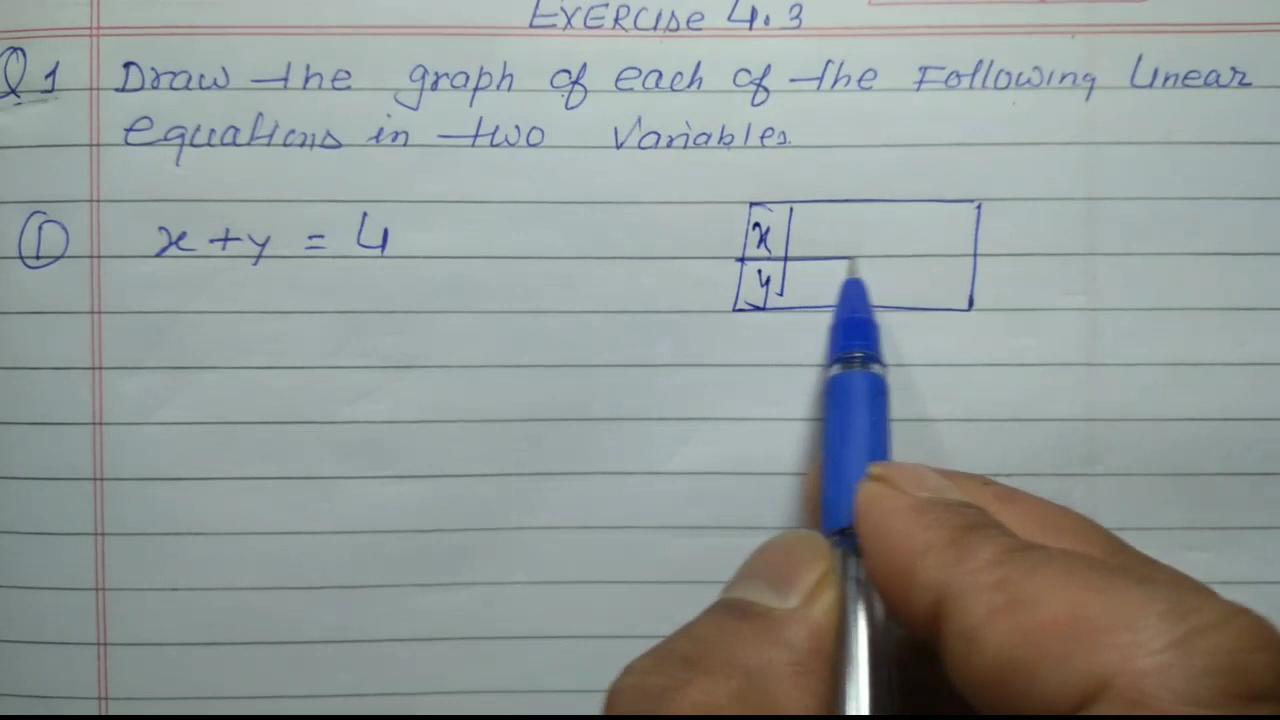 EXERCISE 4.3
Q1 Draw the graph of each of the Following linear
equations in two Variables.
① x+y = 4
x
y